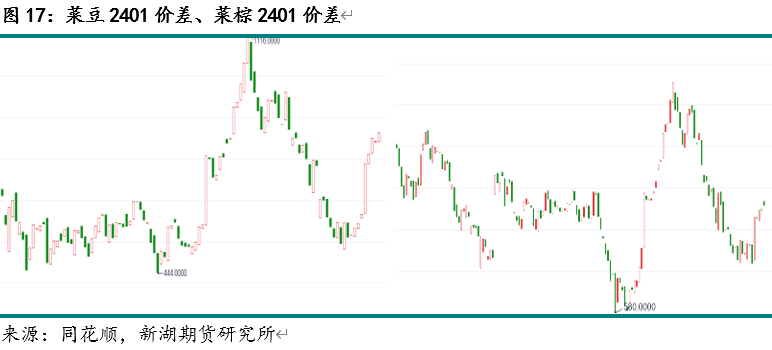 图 17：菜豆 2401 价差、菜棕 2401 价差
1116.0000
444.0000
580.0000
来源：同花顺，新湖期货研究所